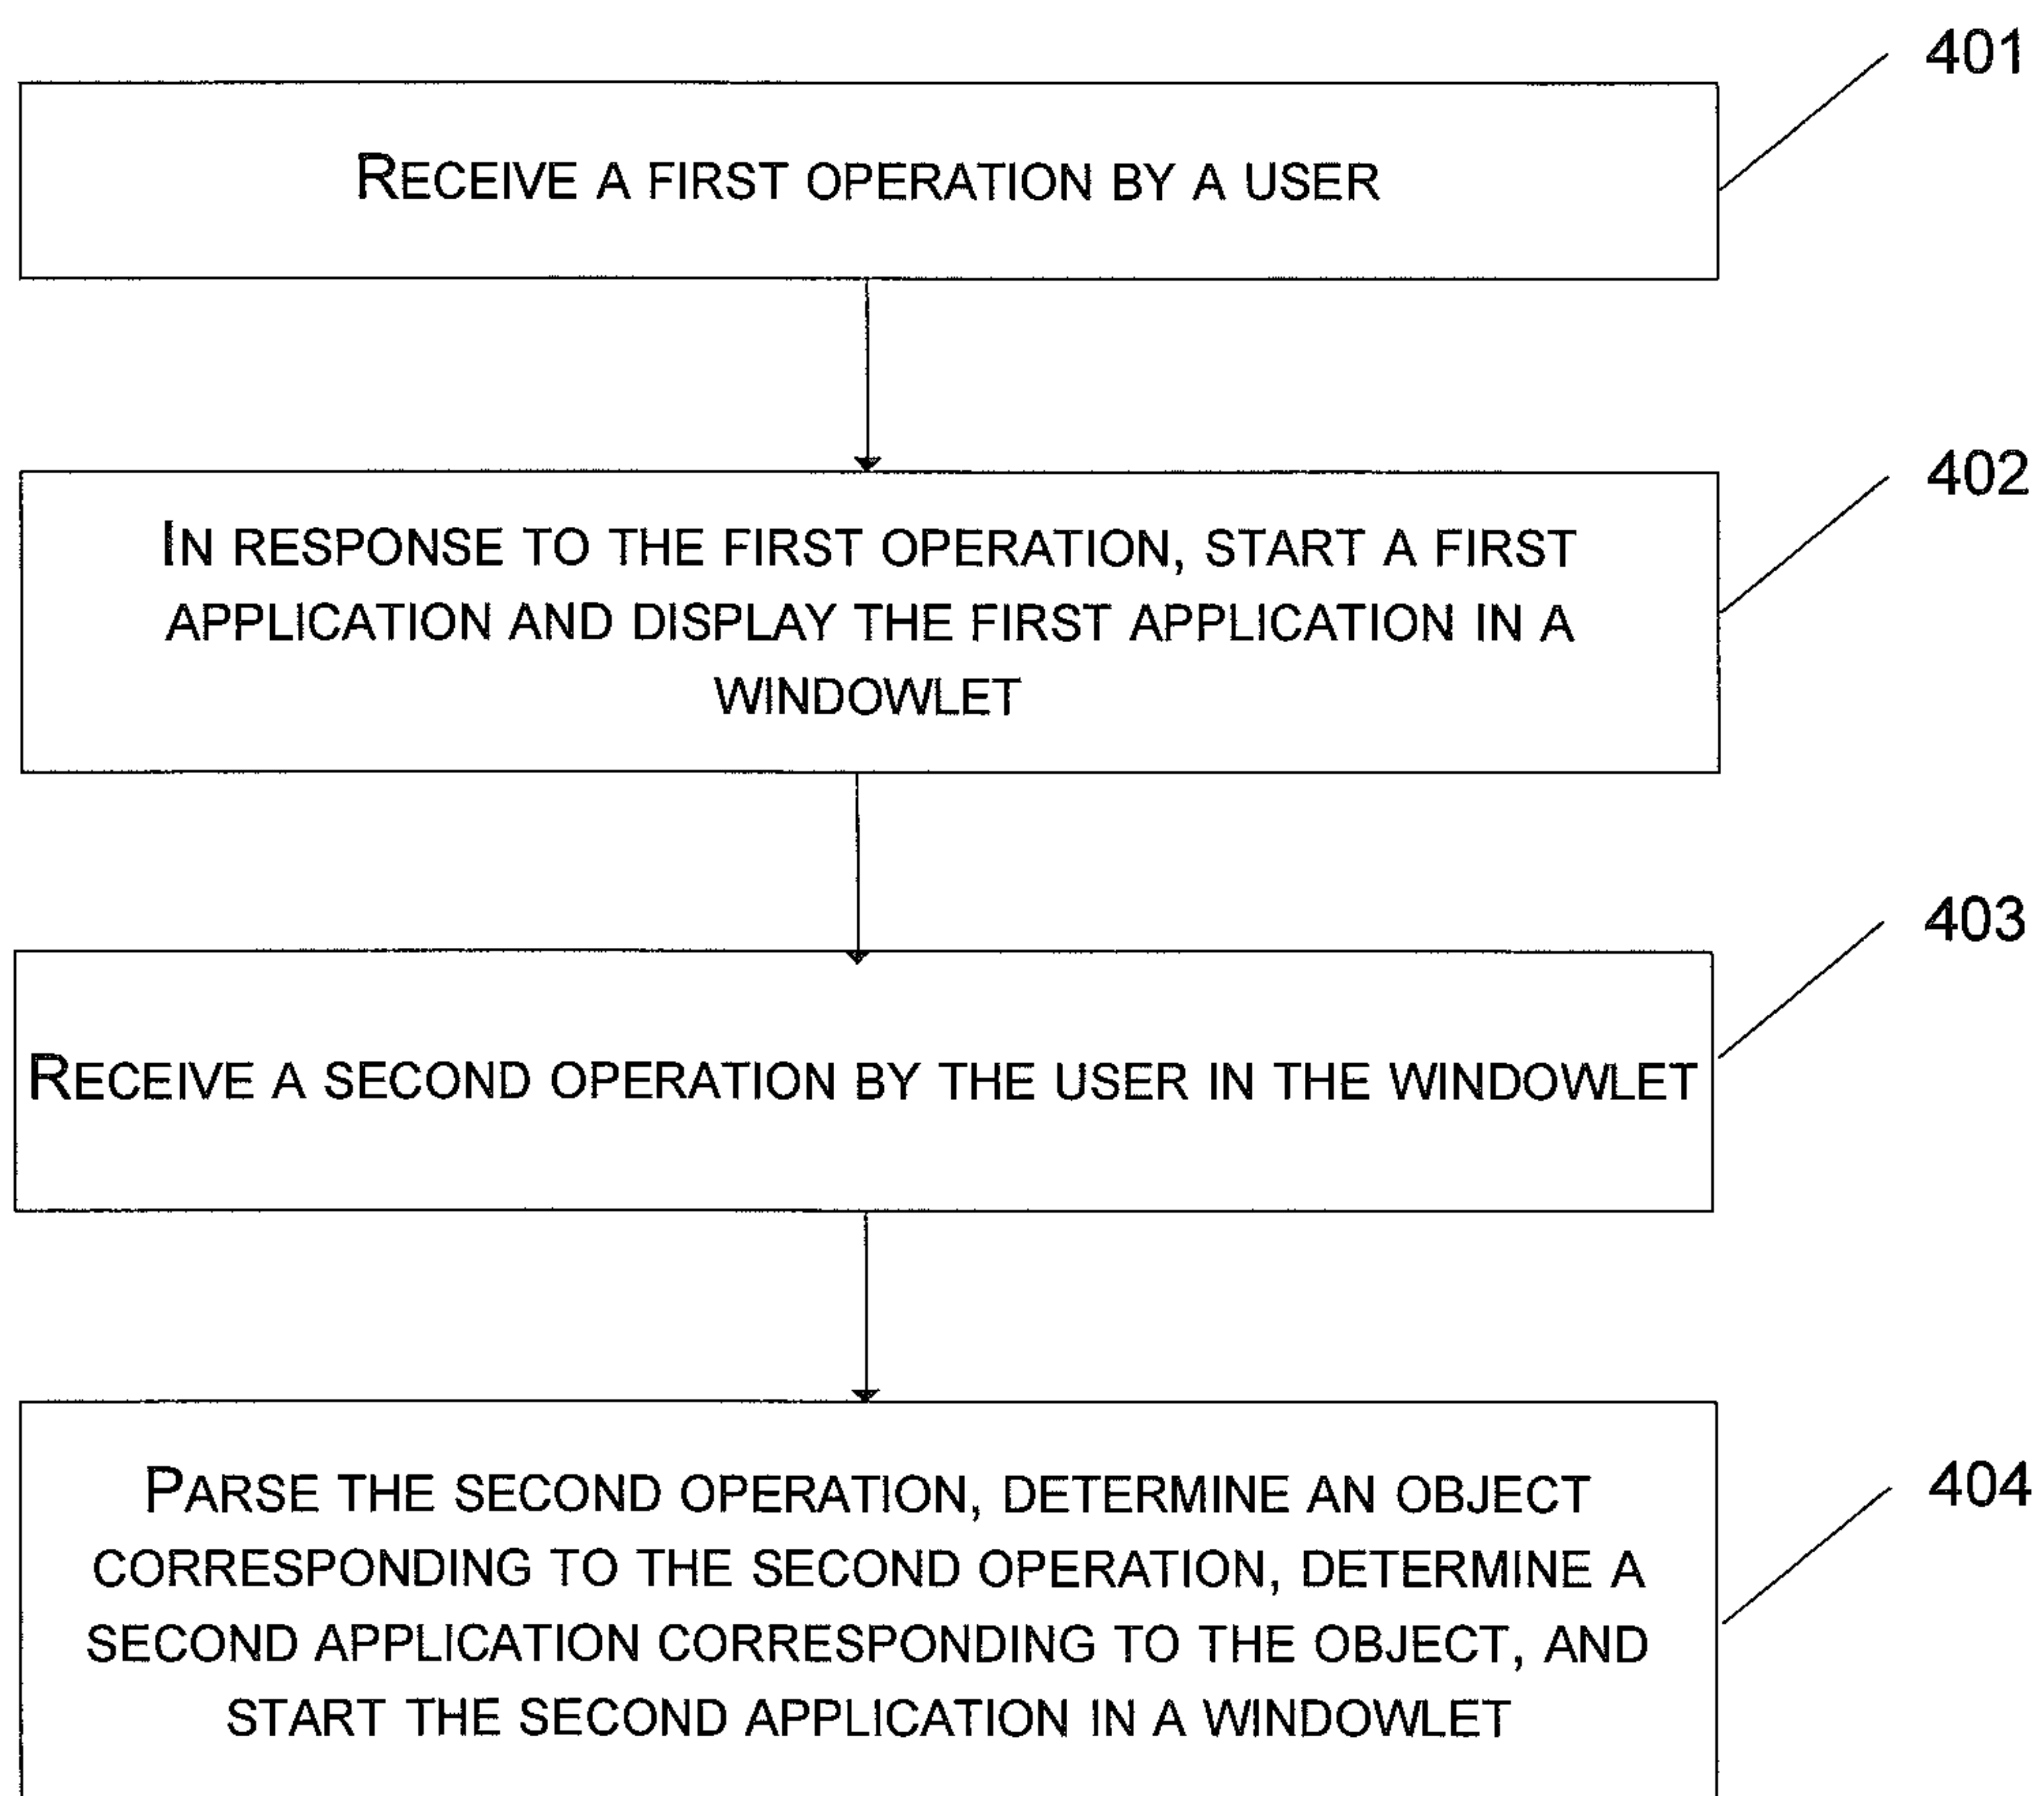 401
RECEIVE A FIRST OPERATION BY A USER
402
IN RESPONSE TO THE FIRST OPERATION, START A FIRST
APPLICATION AND DISPLAY THE FIRST APPLICATION IN A
WINDOWLET
403
RECEIVE A SECOND OPERATION BY THE USER IN THE WINDOWLET
404
PARSE THE SECOND OPERATION, DETERMINE AN OBJECT
CORRESPONDING TO THE SECOND OPERATION, DETERMINE A
SECOND APPLICATION CORRESPONDING TO THE OBJECT, AND
START THE SECOND APPLICATION IN A WINDOWLET